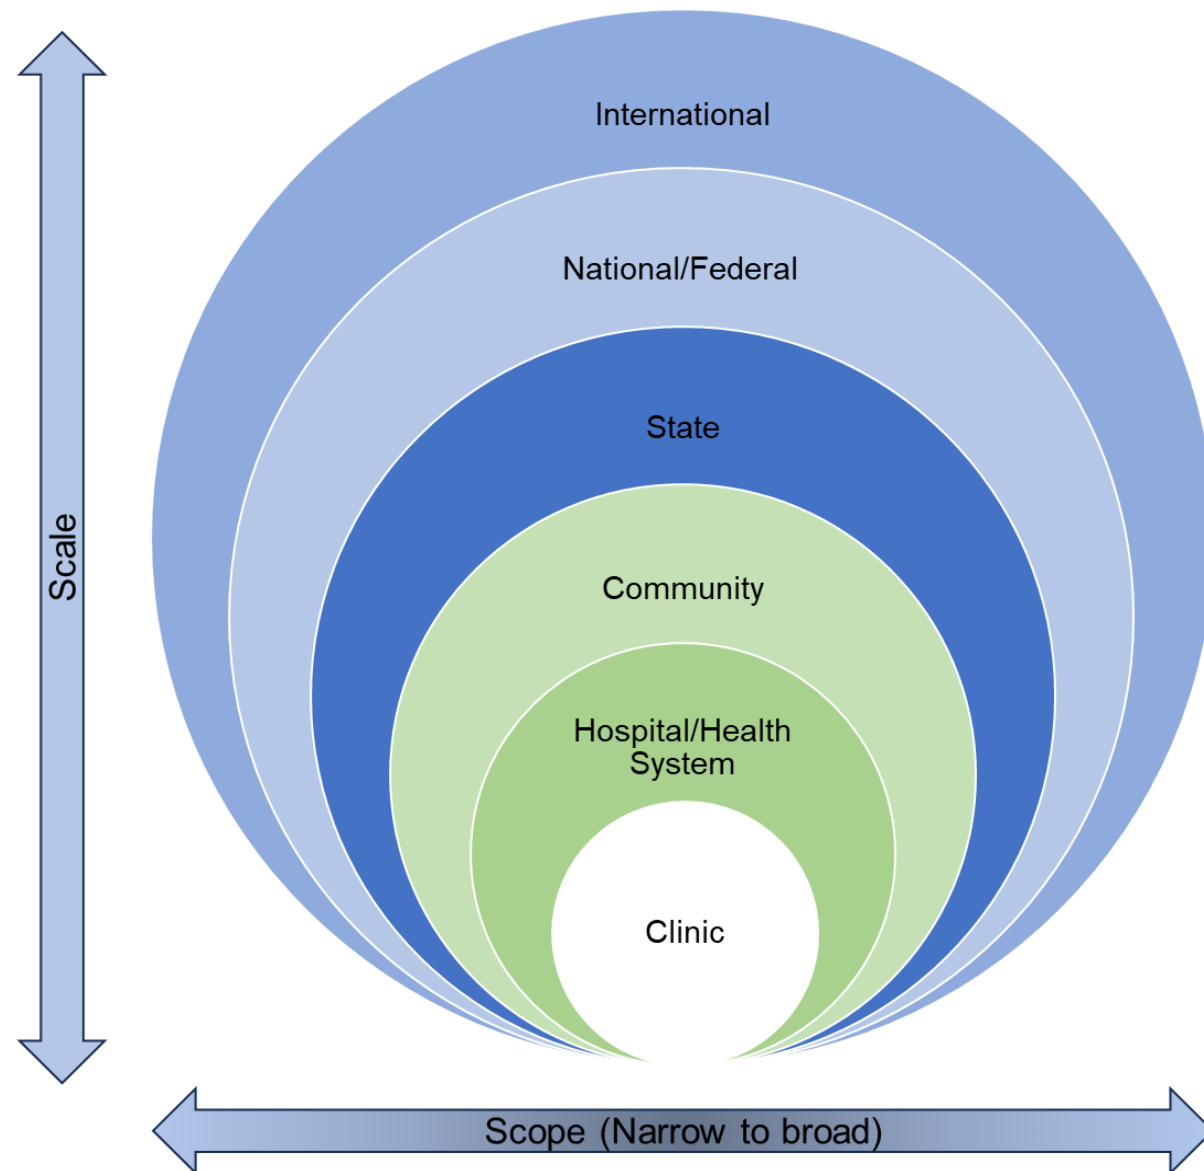 International
National/Federal
State
Community
Hospital/Health
System
Clinic
Scale
Scope (Narrow to broad)